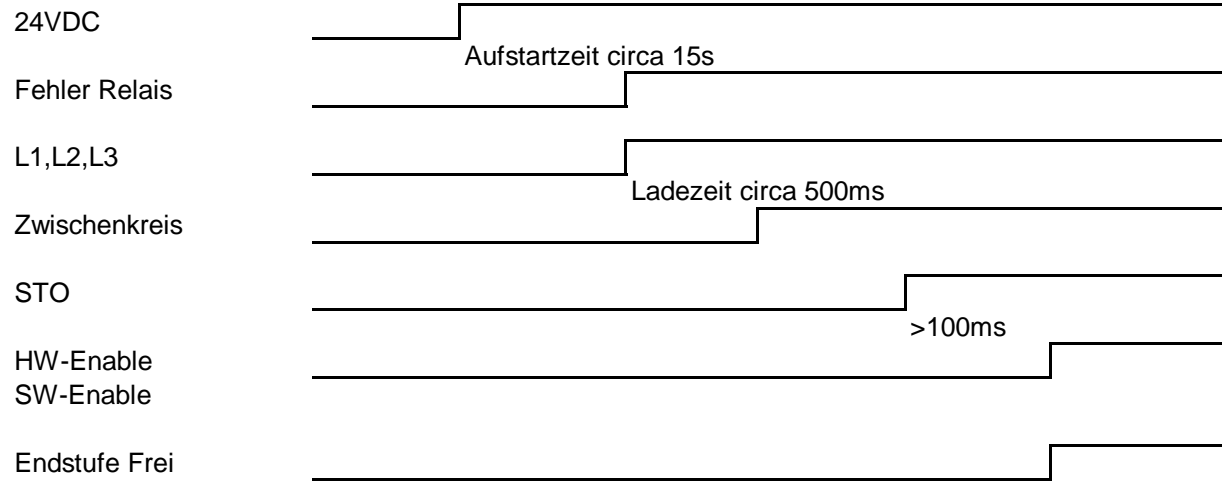 24VDC
Aufstartzeit circa 15s
Fehler Relais
L1,L2,L3
Ladezeit circa 500ms
Zwischenkreis
STO
>100ms
HW-Enable
SW-Enable
Endstufe Frei